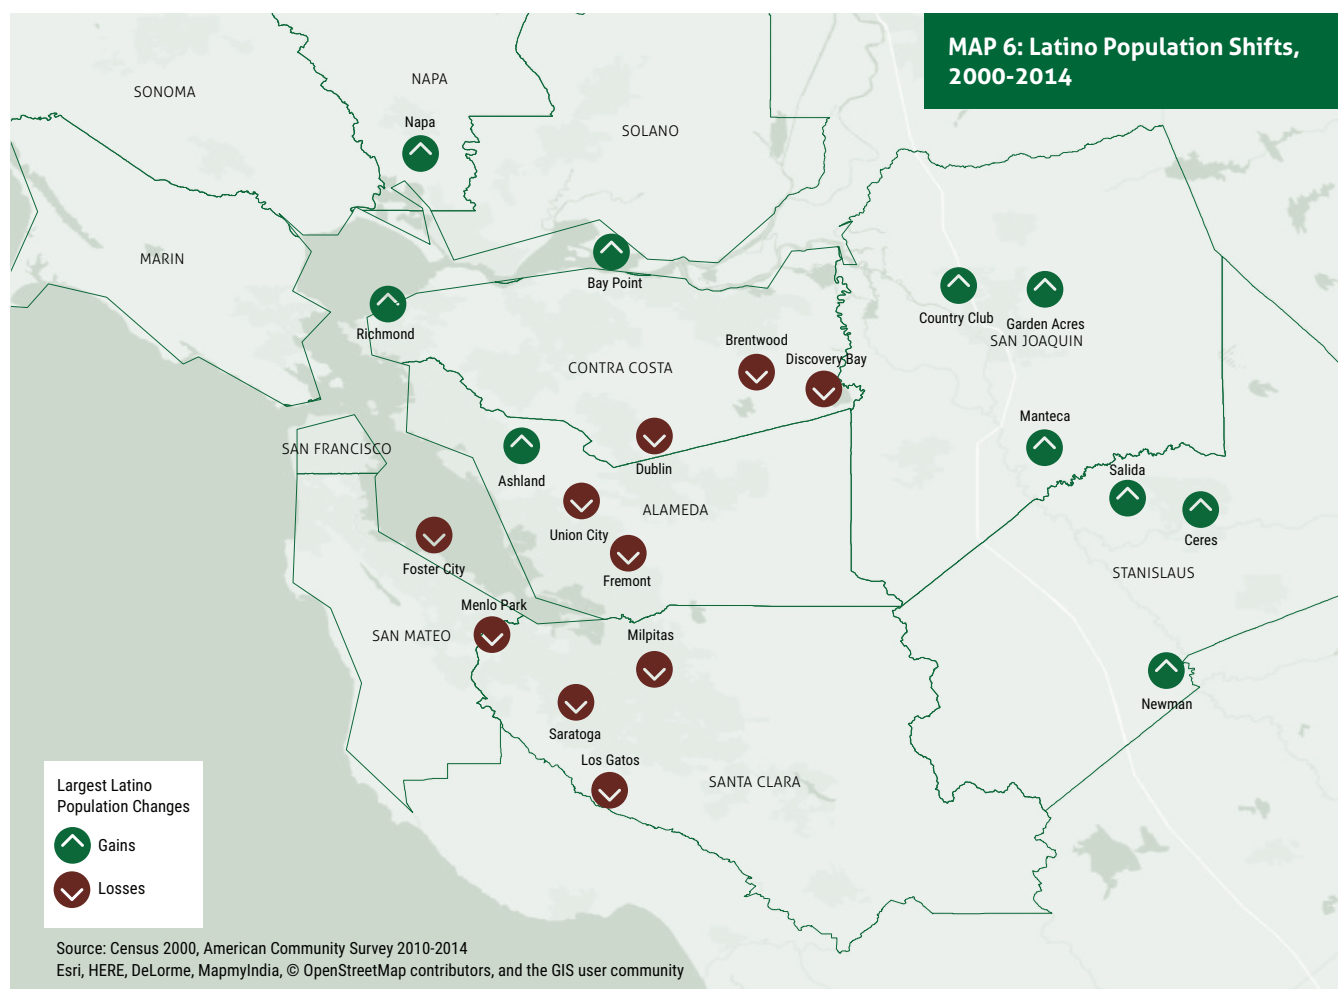 MAP 6: Latino Population Shifts,
2000-2014
NAPA
SONOMA
Napa
SOLANO
MARIN
Bay Point
Richmond
Country Club
Garden Acres
SAN JOAQUIN
Brentwood
Discovery Bay
CONTRA COSTA
Manteca
SAN FRANCISCO
Dublin
Salida
Ashland
ALAMEDA
Union City
Ceres
Foster City
Fremont
STANISLAUS
Menlo Park
SAN MATEO
Milpitas
Newman
Saratoga
Los Gatos
SANTA CLARA
Largest Latino
Population Changes
Gains
Losses
Source: Census 2000, American Community Survey 2010-2014
Esri, HERE, DeLorme, MapmyIndia, © OpenStreetMap contributors, and the GIS user community